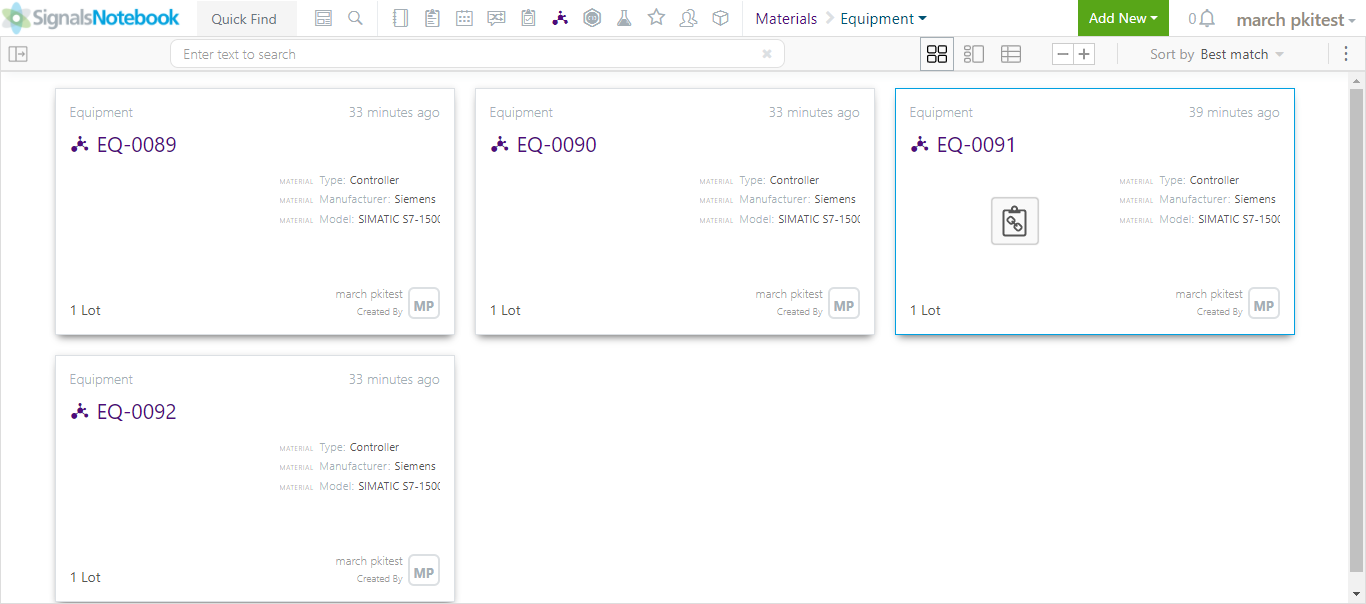 SignalsNotebook Quick Find Materials Equipment Add New 0 march pkitest
Enter text to search Sort by Best match
Equipment 33 minutes ago
EQ-0089
MATERIAL Type: Controller
MATERIAL Manufacturer: Siemens
MATERIAL Model: SIMATIC S7-1500
march pkitest
Created By
MP
1 Lot
Equipment 33 minutes ago
EQ-0090
MATERIAL Type: Controller
MATERIAL Manufacturer: Siemens
MATERIAL Model: SIMATIC S7-1500
march pkitest
Created By
MP
1 Lot
Equipment 39 minutes ago
EQ-0091
MATERIAL Type: Controller
MATERIAL Manufacturer: Siemens
MATERIAL Model: SIMATIC S7-1500
march pkitest
Created By
MP
1 Lot
Equipment 33 minutes ago
EQ-0092
MATERIAL Type: Controller
MATERIAL Manufacturer: Siemens
MATERIAL Model: SIMATIC S7-1500
march pkitest
Created By
MP
1 Lot